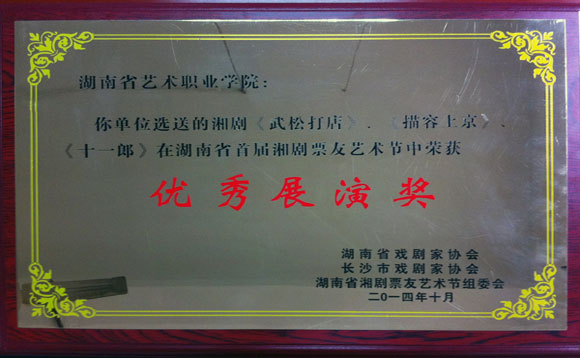 湖南省艺术职业学院:
你单位选送的湘剧《武松打店》.《描容上京》.
《十一郎》在湖南省首届湘剧票友艺术节中荣获
优秀展演奖
湖南省戏剧家协会
长沙市戏剧家协会
湖南省湘剧票友艺术节组委会
二〇一四年十月